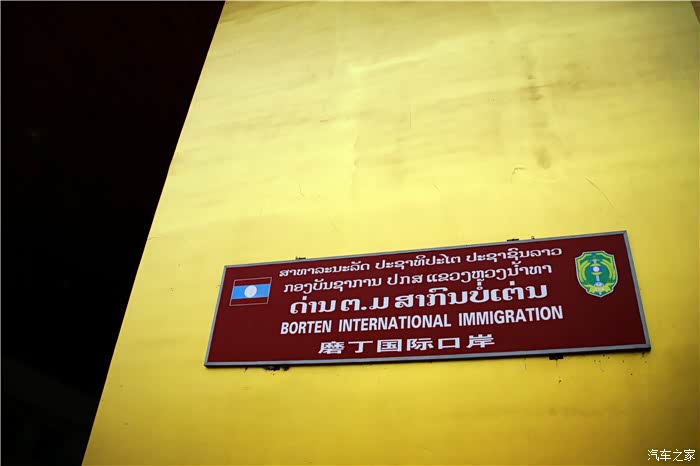 ສາທາລະນະລັດ ປະຊາທິປະໄຕ ປະຊາຊົນລາວ
ກອງບັນຊາການ ປກສ ແຂວງຫຼວງນ້ຳທາ
ດ່ານ ຕ.ມ ສາກົນບໍ່ເຕ່ນ
BORTEN INTERNATIONAL IMMIGRATION
磨丁国际口岸
汽车之家